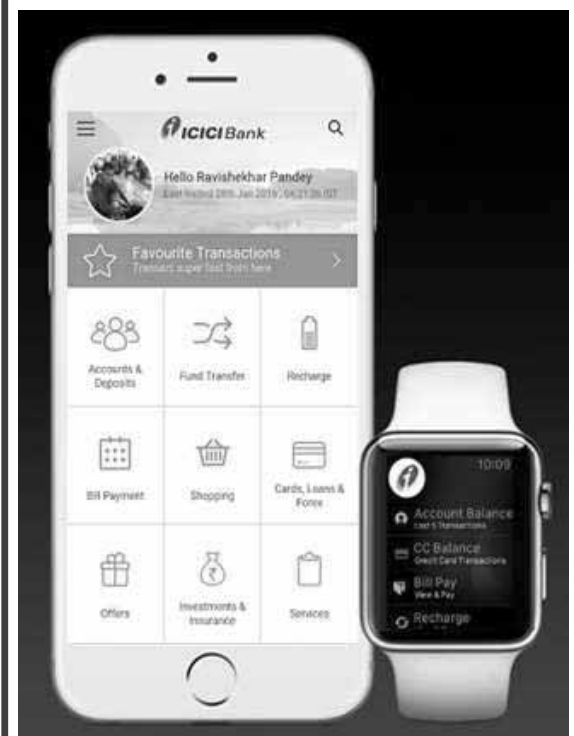 ICICI Bank
Hello Ravishekhar Pandey
Favourite Transactions
Transact super fast from here
Accounts &
Deposits
Fund Transfer
Recharge
Bill Payment
Shopping
Cards, Loans &
Forex
Offers
Investments &
Insurance
Services
10:09
Account Balance
Last 5 Transactions
CC Balance
Credit Card Transactions
Bill Pay
View & Pay
Recharge